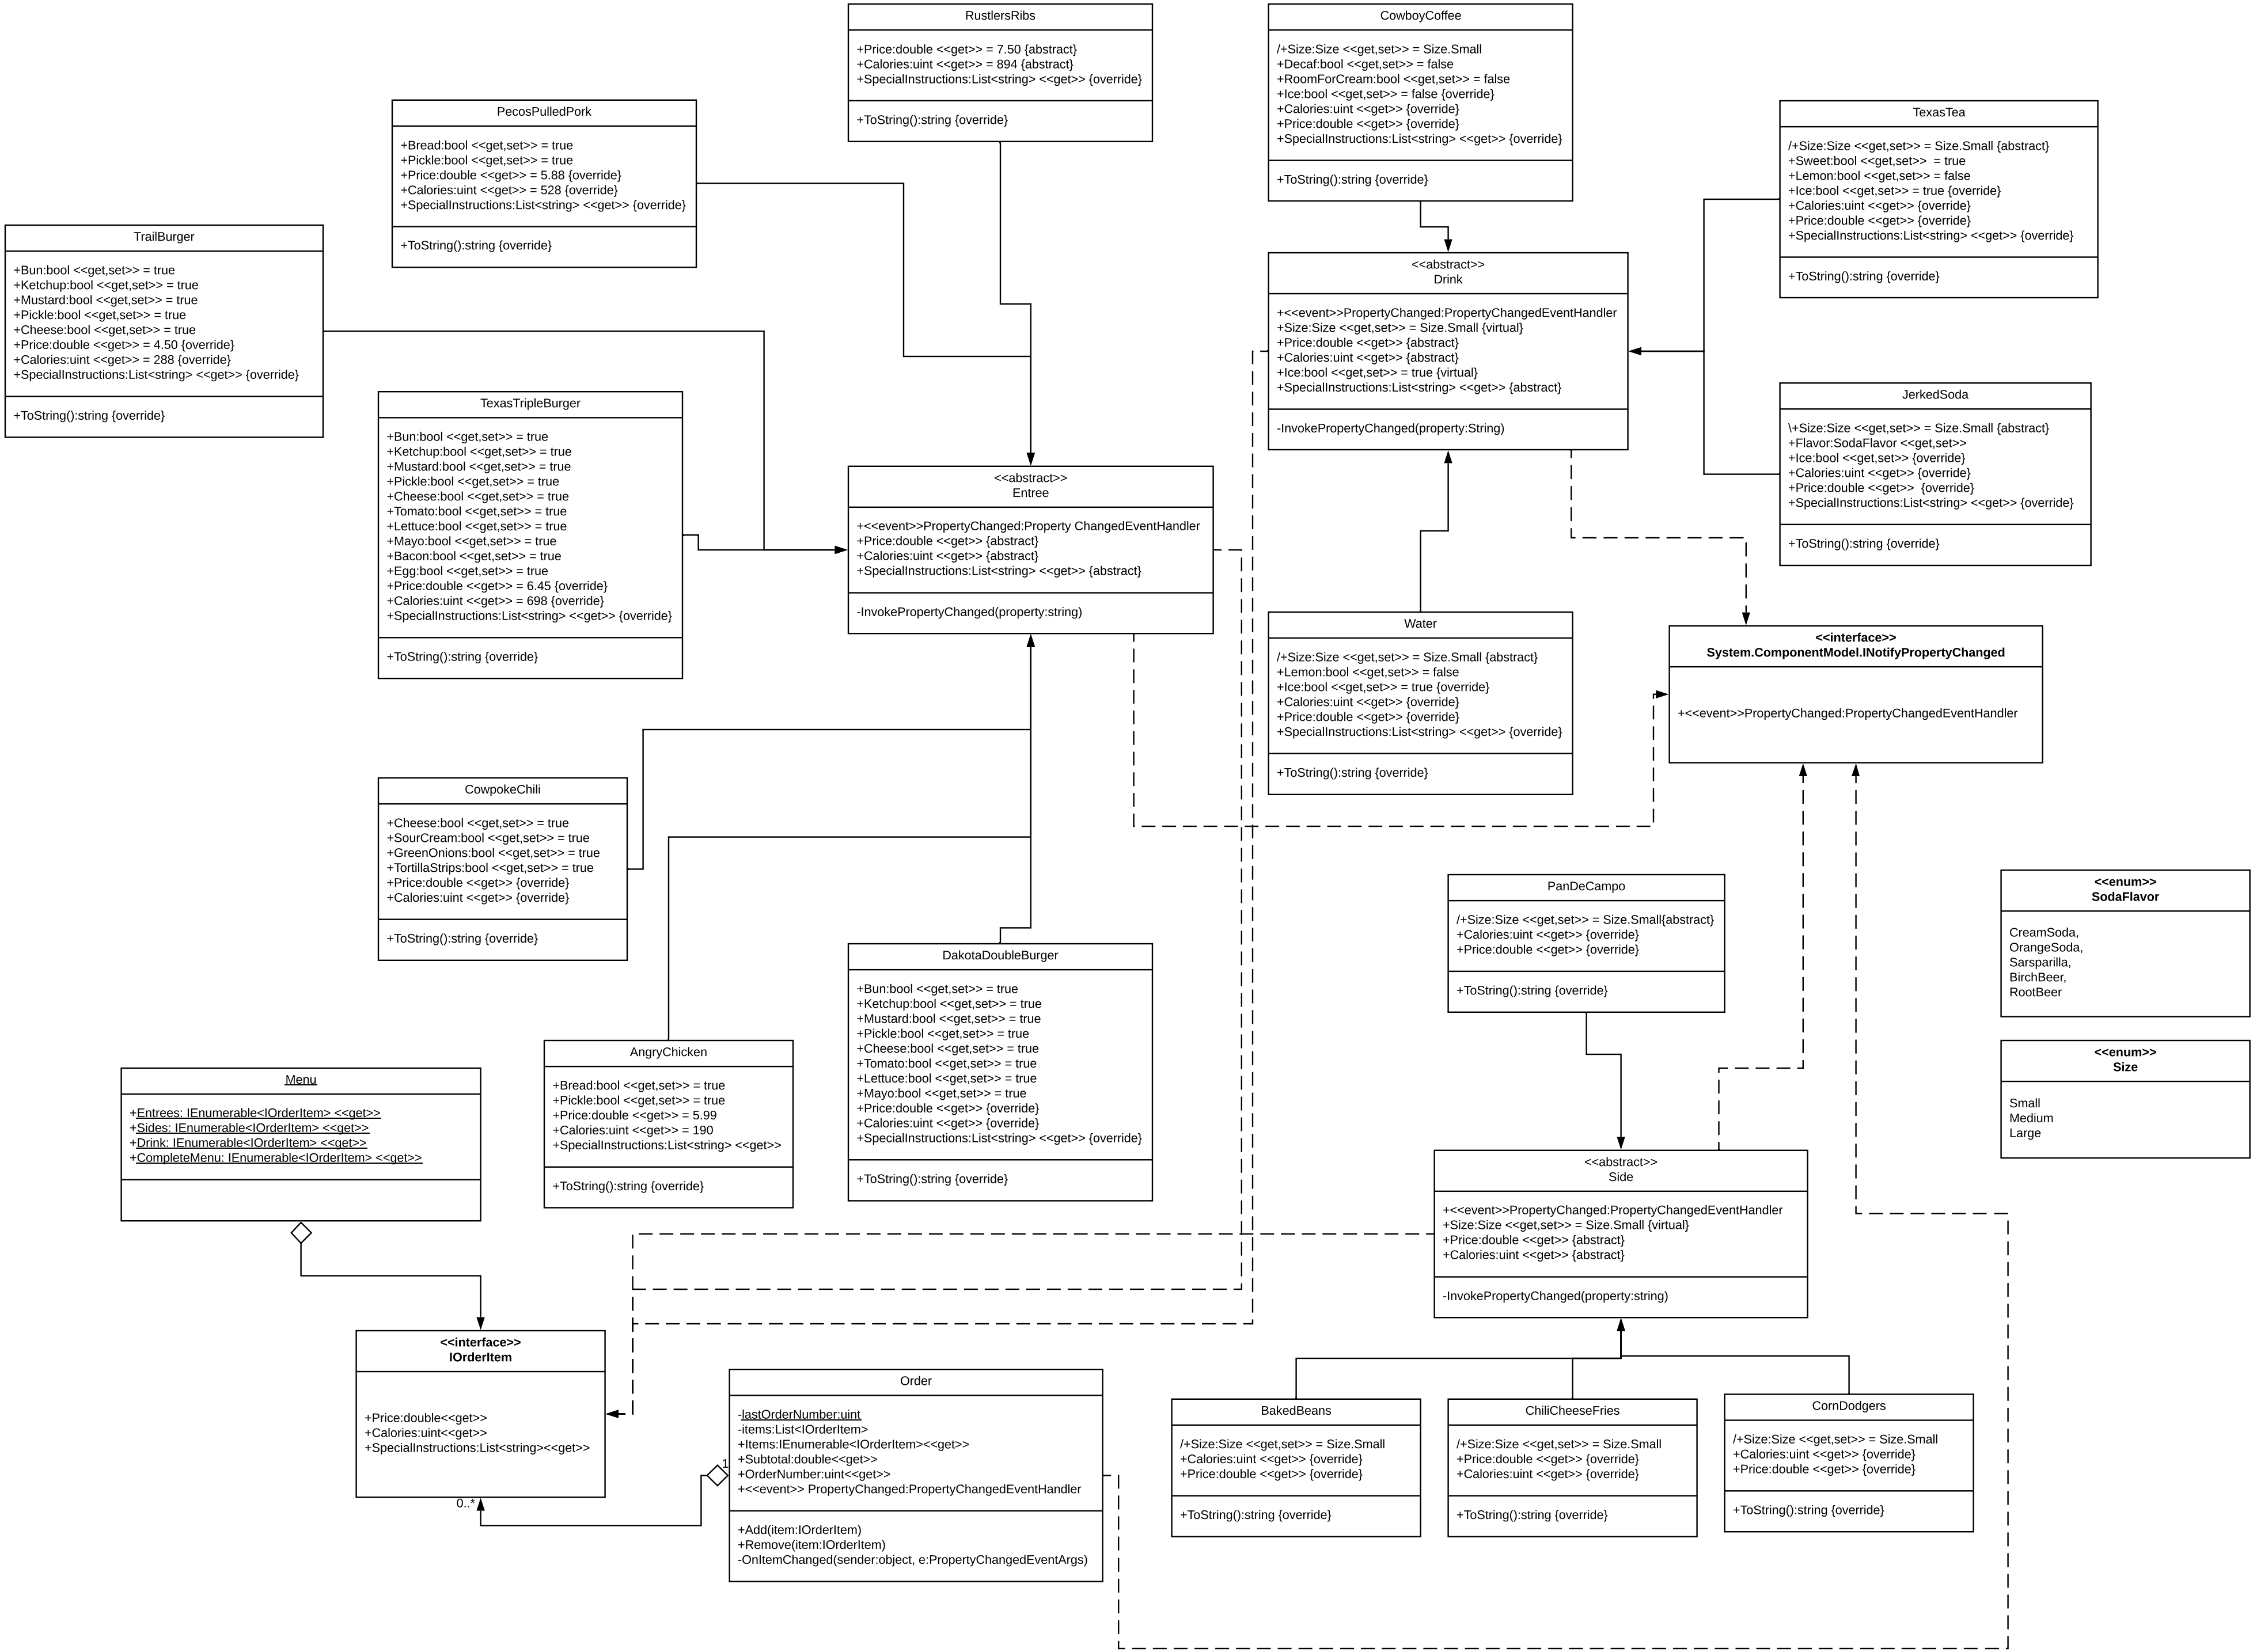 RustlersRibs
+Price:double <<get>> = 7.50 {abstract}
+Calories:uint <<get>> = 894 {abstract}
+SpecialInstructions:List<string> <<get>> {override}
+ToString():string {override}
CowboyCoffee
/+Size:Size <<get,set>> = Size.Small
+Decaf:bool <<get,set>> = false
+RoomForCream:bool <<get,set>> = false
+Ice:bool <<get,set>> = false {override}
+Calories:uint <<get>> {override}
+Price:double <<get>> {override}
+SpecialInstructions:List<string> <<get>> {override}
+ToString():string {override}
PecosPulledPork
+Bread:bool <<get,set>> = true
+Pickle:bool <<get,set>> = true
+Price:double <<get>> = 5.88 {override}
+Calories:uint <<get>> = 528 {override}
+SpecialInstructions:List<string> <<get>> {override}
+ToString():string {override}
TexasTea
/+Size:Size <<get,set>> = Size.Small {abstract}
+Sweet:bool <<get,set>>  = true
+Lemon:bool <<get,set>> = false
+Ice:bool <<get,set>> = true {override}
+Calories:uint <<get>> {override}
+Price:double <<get>> {override}
+SpecialInstructions:List<string> <<get>> {override}
+ToString():string {override}
TrailBurger
+Bun:bool <<get,set>> = true
+Ketchup:bool <<get,set>> = true
+Mustard:bool <<get,set>> = true
+Pickle:bool <<get,set>> = true
+Cheese:bool <<get,set>> = true
+Price:double <<get>> = 4.50 {override}
+Calories:uint <<get>> = 288 {override}
+SpecialInstructions:List<string> <<get>> {override}
+ToString():string {override}
<<abstract>>
Drink
+<<event>>PropertyChanged:PropertyChangedEventHandler
+Size:Size <<get,set>> = Size.Small {virtual}
+Price:double <<get>> {abstract}
+Calories:uint <<get>> {abstract}
+Ice:bool <<get,set>> = true {virtual}
+SpecialInstructions:List<string> <<get>> {abstract}
-InvokePropertyChanged(property:String)
TexasTripleBurger
+Bun:bool <<get,set>> = true
+Ketchup:bool <<get,set>> = true
+Mustard:bool <<get,set>> = true
+Pickle:bool <<get,set>> = true
+Cheese:bool <<get,set>> = true
+Tomato:bool <<get,set>> = true
+Lettuce:bool <<get,set>> = true
+Mayo:bool <<get,set>> = true
+Bacon:bool <<get,set>> = true
+Egg:bool <<get,set>> = true
+Price:double <<get>> = 6.45 {override}
+Calories:uint <<get>> = 698 {override}
+SpecialInstructions:List<string> <<get>> {override}
+ToString():string {override}
JerkedSoda
\+Size:Size <<get,set>> = Size.Small {abstract}
+Flavor:SodaFlavor <<get,set>>
+Ice:bool <<get,set>> {override}
+Calories:uint <<get>> {override}
+Price:double <<get>>  {override}
+SpecialInstructions:List<string> <<get>> {override}
+ToString():string {override}
<<abstract>>
Entree
+<<event>>PropertyChanged:Property ChangedEventHandler
+Price:double <<get>> {abstract}
+Calories:uint <<get>> {abstract}
+SpecialInstructions:List<string> <<get>> {abstract}
-InvokePropertyChanged(property:string)
Water
/+Size:Size <<get,set>> = Size.Small {abstract}
+Lemon:bool <<get,set>> = false
+Ice:bool <<get,set>> = true {override}
+Calories:uint <<get>> {override}
+Price:double <<get>> {override}
+SpecialInstructions:List<string> <<get>> {override}
+ToString():string {override}
<<interface>>
System.ComponentModel.INotifyPropertyChanged
+<<event>>PropertyChanged:PropertyChangedEventHandler
CowpokeChili
+Cheese:bool <<get,set>> = true
+SourCream:bool <<get,set>> = true
+GreenOnions:bool <<get,set>> = true
+TortillaStrips:bool <<get,set>> = true
+Price:double <<get>> {override}
+Calories:uint <<get>> {override}
+ToString():string {override}
PanDeCampo
/+Size:Size <<get,set>> = Size.Small{abstract}
+Calories:uint <<get>> {override}
+Price:double <<get>> {override}
+ToString():string {override}
<<enum>>
SodaFlavor
CreamSoda,
OrangeSoda,
Sarsparilla,
BirchBeer,
RootBeer
DakotaDoubleBurger
+Bun:bool <<get,set>> = true
+Ketchup:bool <<get,set>> = true
+Mustard:bool <<get,set>> = true
+Pickle:bool <<get,set>> = true
+Cheese:bool <<get,set>> = true
+Tomato:bool <<get,set>> = true
+Lettuce:bool <<get,set>> = true
+Mayo:bool <<get,set>> = true
+Price:double <<get>> {override}
+Calories:uint <<get>> {override}
+SpecialInstructions:List<string> <<get>> {override}
+ToString():string {override}
AngryChicken
+Bread:bool <<get,set>> = true
+Pickle:bool <<get,set>> = true
+Price:double <<get>> = 5.99
+Calories:uint <<get>> = 190
+SpecialInstructions:List<string> <<get>>
+ToString():string {override}
<<enum>>
Size
Small
Medium
Large
Menu
+Entrees: IEnumerable<IOrderItem> <<get>>
+Sides: IEnumerable<IOrderItem> <<get>>
+Drink: IEnumerable<IOrderItem> <<get>>
+CompleteMenu: IEnumerable<IOrderItem> <<get>>
<<abstract>>
Side
+<<event>>PropertyChanged:PropertyChangedEventHandler
+Size:Size <<get,set>> = Size.Small {virtual}
+Price:double <<get>> {abstract}
+Calories:uint <<get>> {abstract}
-InvokePropertyChanged(property:string)
<<interface>>
IOrderItem
+Price:double<<get>>
+Calories:uint<<get>>
+SpecialInstructions:List<string><<get>>
0..*
1
Order
-lastOrderNumber:uint
-items:List<IOrderItem>
+Items:IEnumerable<IOrderItem><<get>>
+Subtotal:double<<get>>
+OrderNumber:uint<<get>>
+<<event>> PropertyChanged:PropertyChangedEventHandler
+Add(item:IOrderItem)
+Remove(item:IOrderItem)
-OnItemChanged(sender:object, e:PropertyChangedEventArgs)
BakedBeans
/+Size:Size <<get,set>> = Size.Small
+Calories:uint <<get>> {override}
+Price:double <<get>> {override}
+ToString():string {override}
ChiliCheeseFries
/+Size:Size <<get,set>> = Size.Small
+Price:double <<get>> {override}
+Calories:uint <<get>> {override}
+ToString():string {override}
CornDodgers
/+Size:Size <<get,set>> = Size.Small
+Calories:uint <<get>> {override}
+Price:double <<get>> {override}
+ToString():string {override}